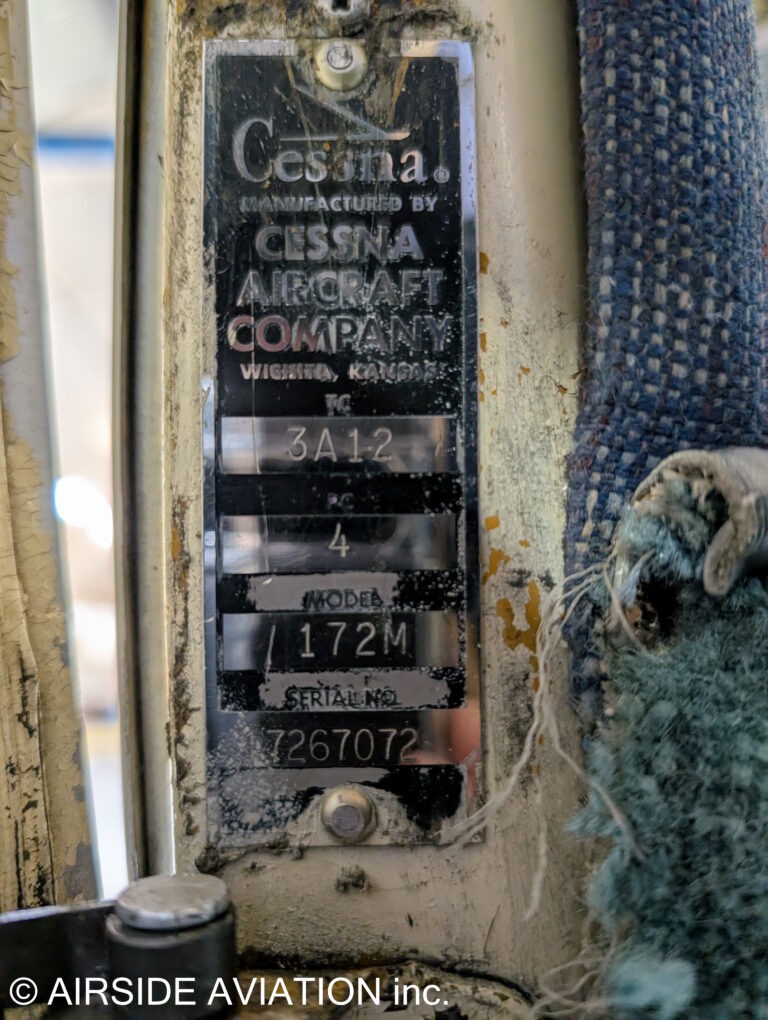 Cessna®
MANUFACTURED BY
CESSNA
AIRCRAFT
COMPANY
WICHITA, KANSAS
TC
3A12
PC
4
MODEL
172M
SERIAL NO.
17267072
© AIRSIDE AVIATION inc.